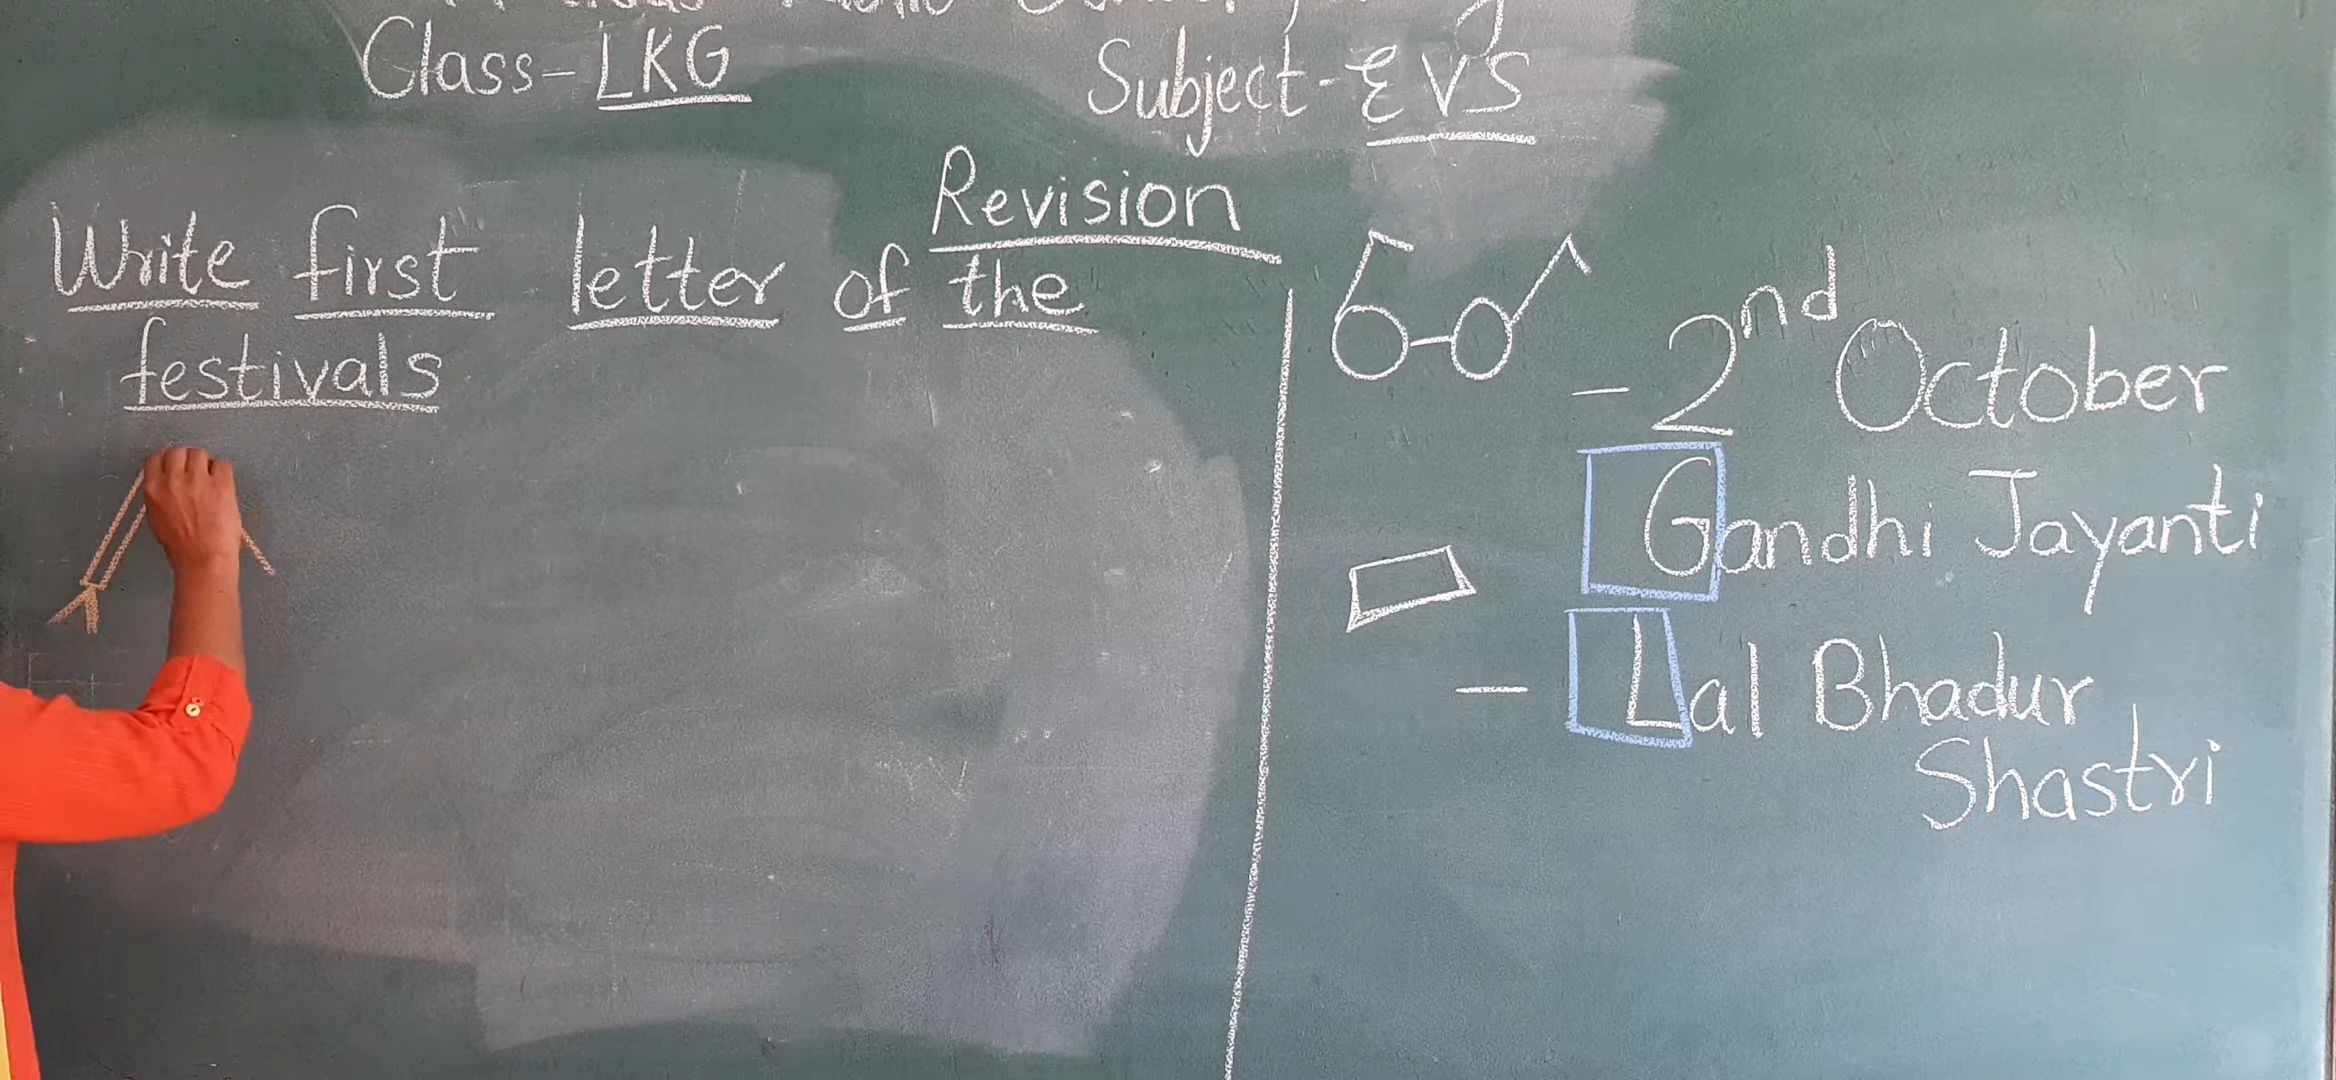 Class-LKG
Subject-EVS
Revision
Write first letter of the
festivals
- 2nd October
Gandhi Jayanti
- Lal Bhadur
Shastri